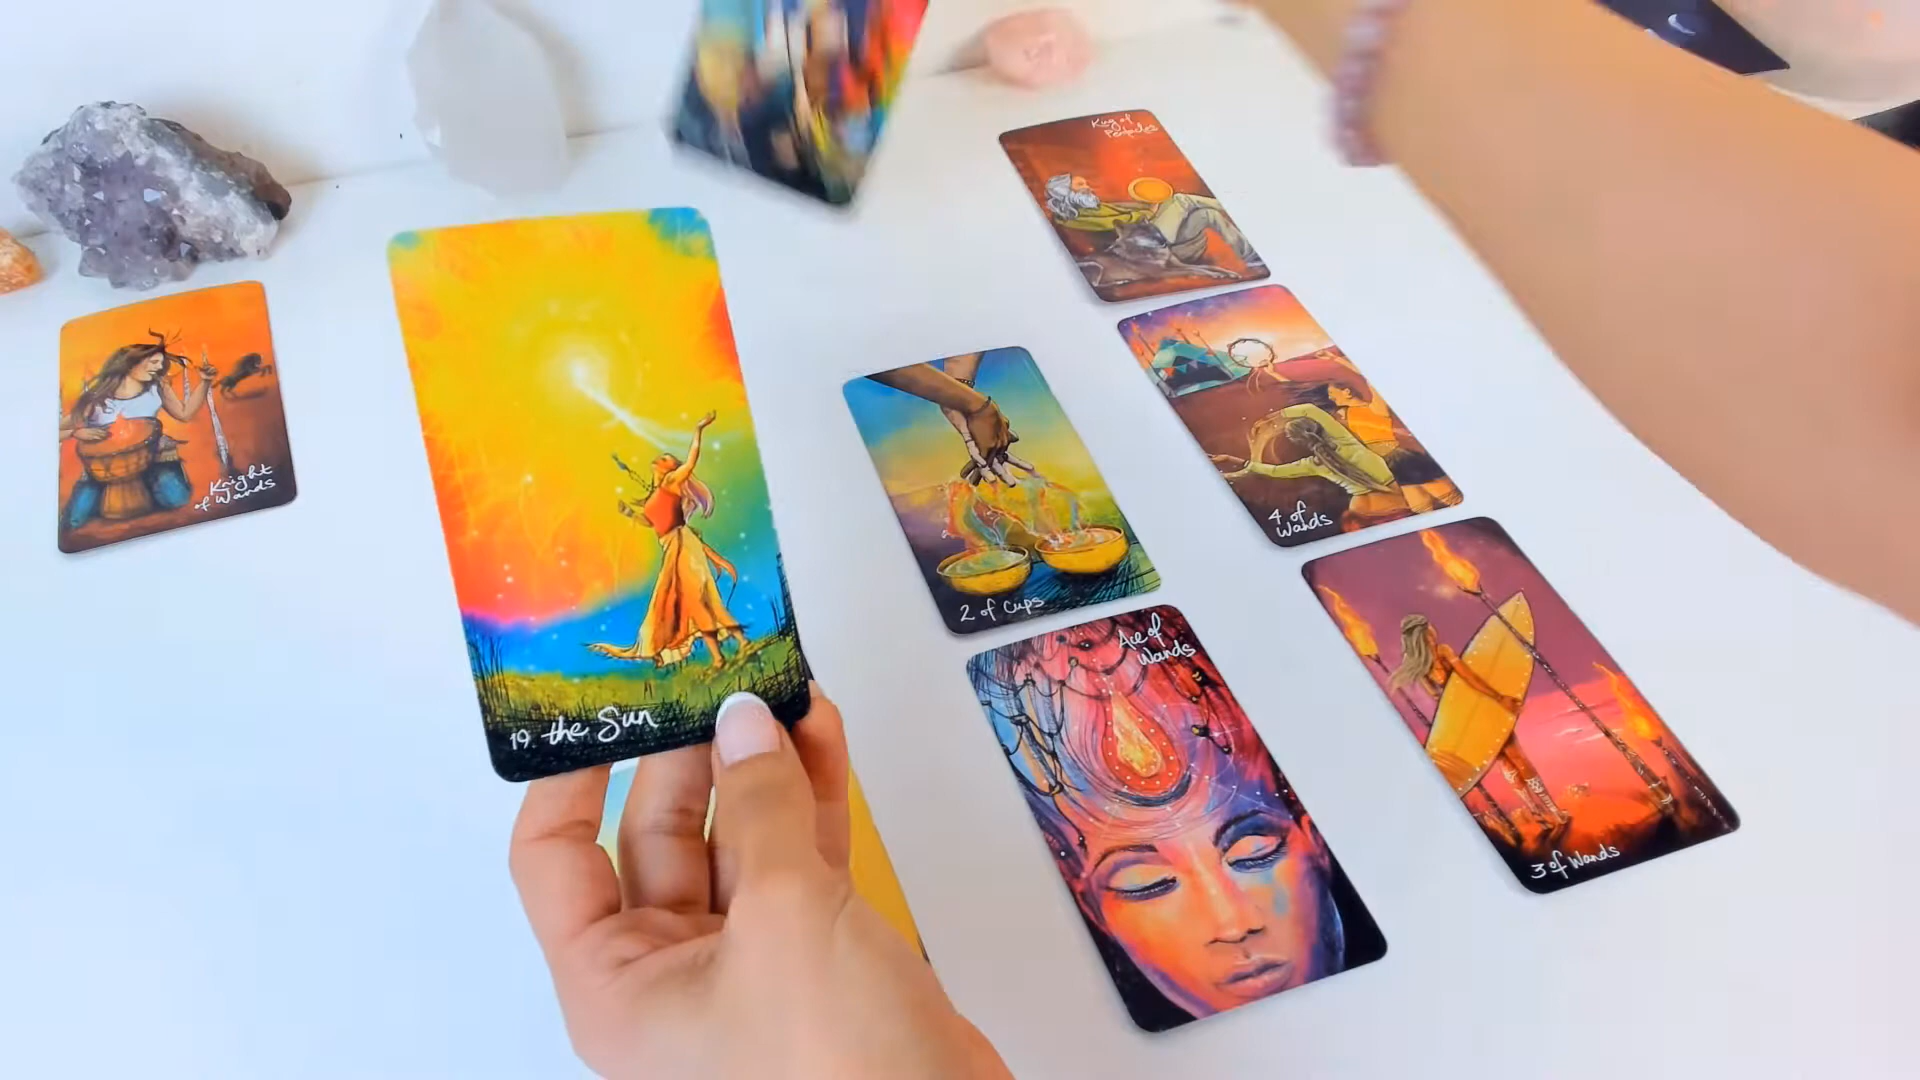 King of
Pentacles
Knight
of Wands
19. the Sun
2 of Cups
4 of
Wands
Ace of
Wands
3 of Wands